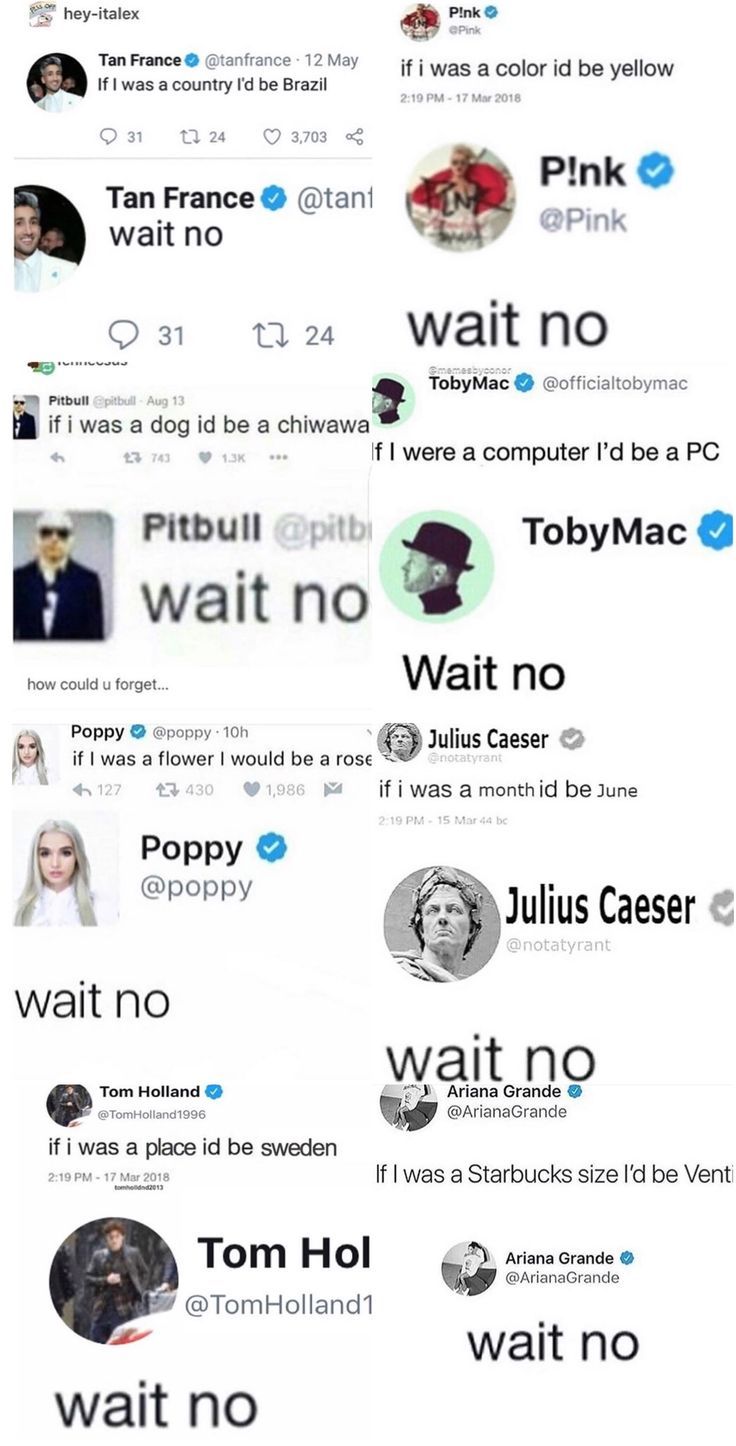 hey-italex
Tan France @tanfrance · 12 May
If I was a country I'd be Brazil
31 24 3,703
Tan France @tanf
wait no
31 24
P!nk
@Pink
if i was a color id be yellow
2:19 PM - 17 Mar 2018
P!nk
@Pink
wait no
Pitbull @pitbull · Aug 13
if i was a dog id be a chiwawa
743 1.3K
Pitbull @pitb
wait no
how could u forget...
@memesbyconor
TobyMac @officialtobymac
If I were a computer I'd be a PC
TobyMac
Wait no
Poppy @poppy · 10h
if I was a flower I would be a rose
127 430 1,986
Poppy
@poppy
wait no
Julius Caeser
@notatyrant
if i was a month id be June
2:19 PM - 15 Mar 44 bc
Julius Caeser
@notatyrant
wait no
Tom Holland
@TomHolland1996
if i was a place id be sweden
2:19 PM - 17 Mar 2018
tomholldnd2013
Tom Hol
@TomHolland1
wait no
Ariana Grande
@ArianaGrande
If I was a Starbucks size I'd be Venti
Ariana Grande
@ArianaGrande
wait no